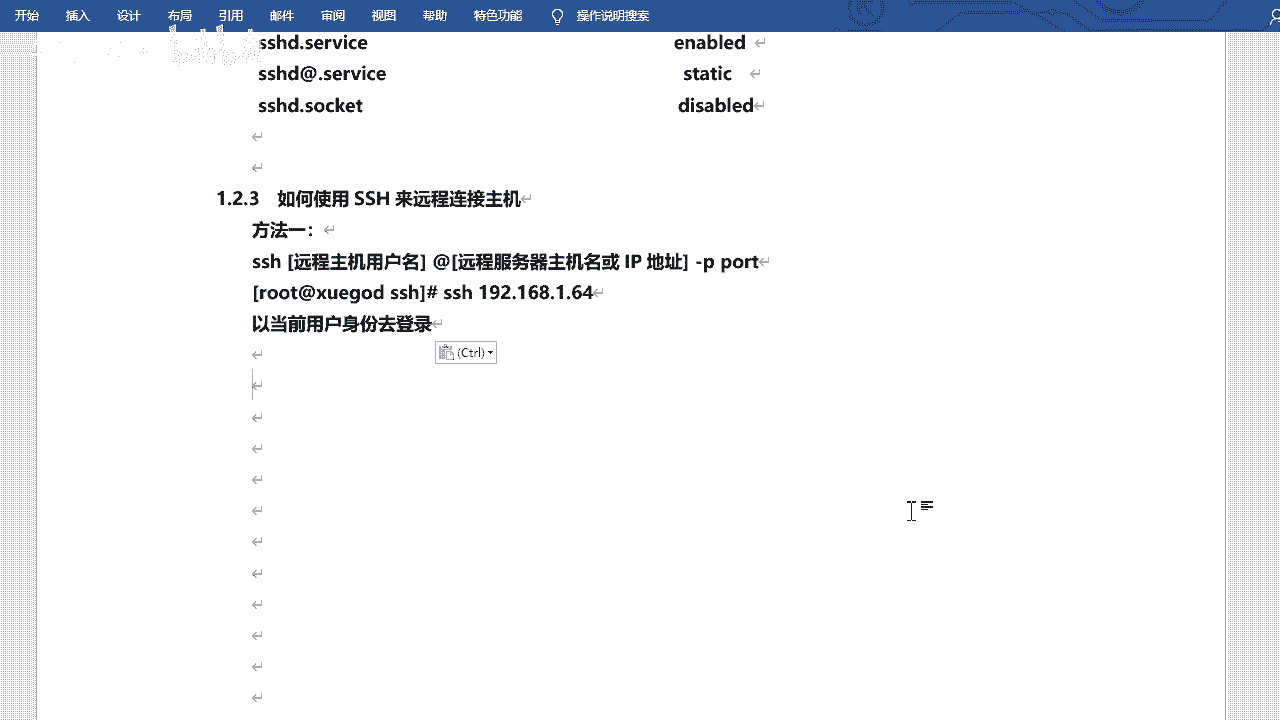 开始 插入 设计 布局 引用 邮件 审阅 视图 帮助 特色功能 操作说明搜索
sshd.service enabled
sshd@.service static
sshd.socket disabled
1.2.3 如何使用 SSH 来远程连接主机
方法一：
ssh [远程主机用户名] @[远程服务器主机名或 IP 地址] -p port
[root@xuegod ssh]# ssh 192.168.1.64
以当前用户身份去登录
(Ctrl)